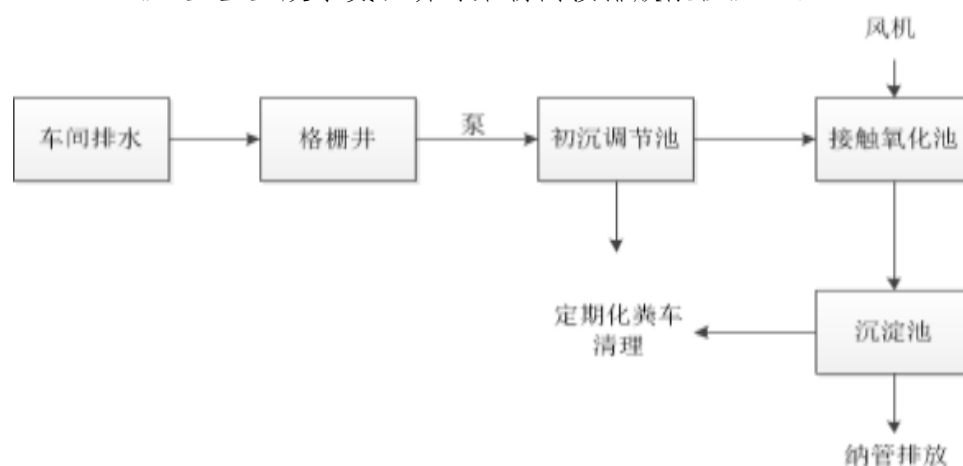 风机
车间排水
格栅井
泵
初沉调节池
接触氧化池
定期化粪车
清理
沉淀池
纳管排放